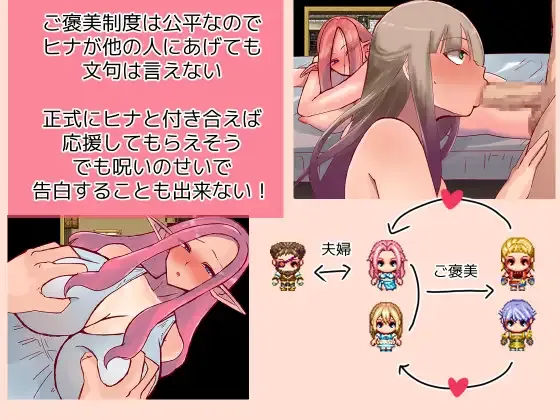 ご褒美制度は公平なので
ヒナが他の人にあげても
文句は言えない
正式にヒナと付き合えば
応援してもらえそう
でも呪いのせいで
告白することも出来ない！
夫婦
ご褒美